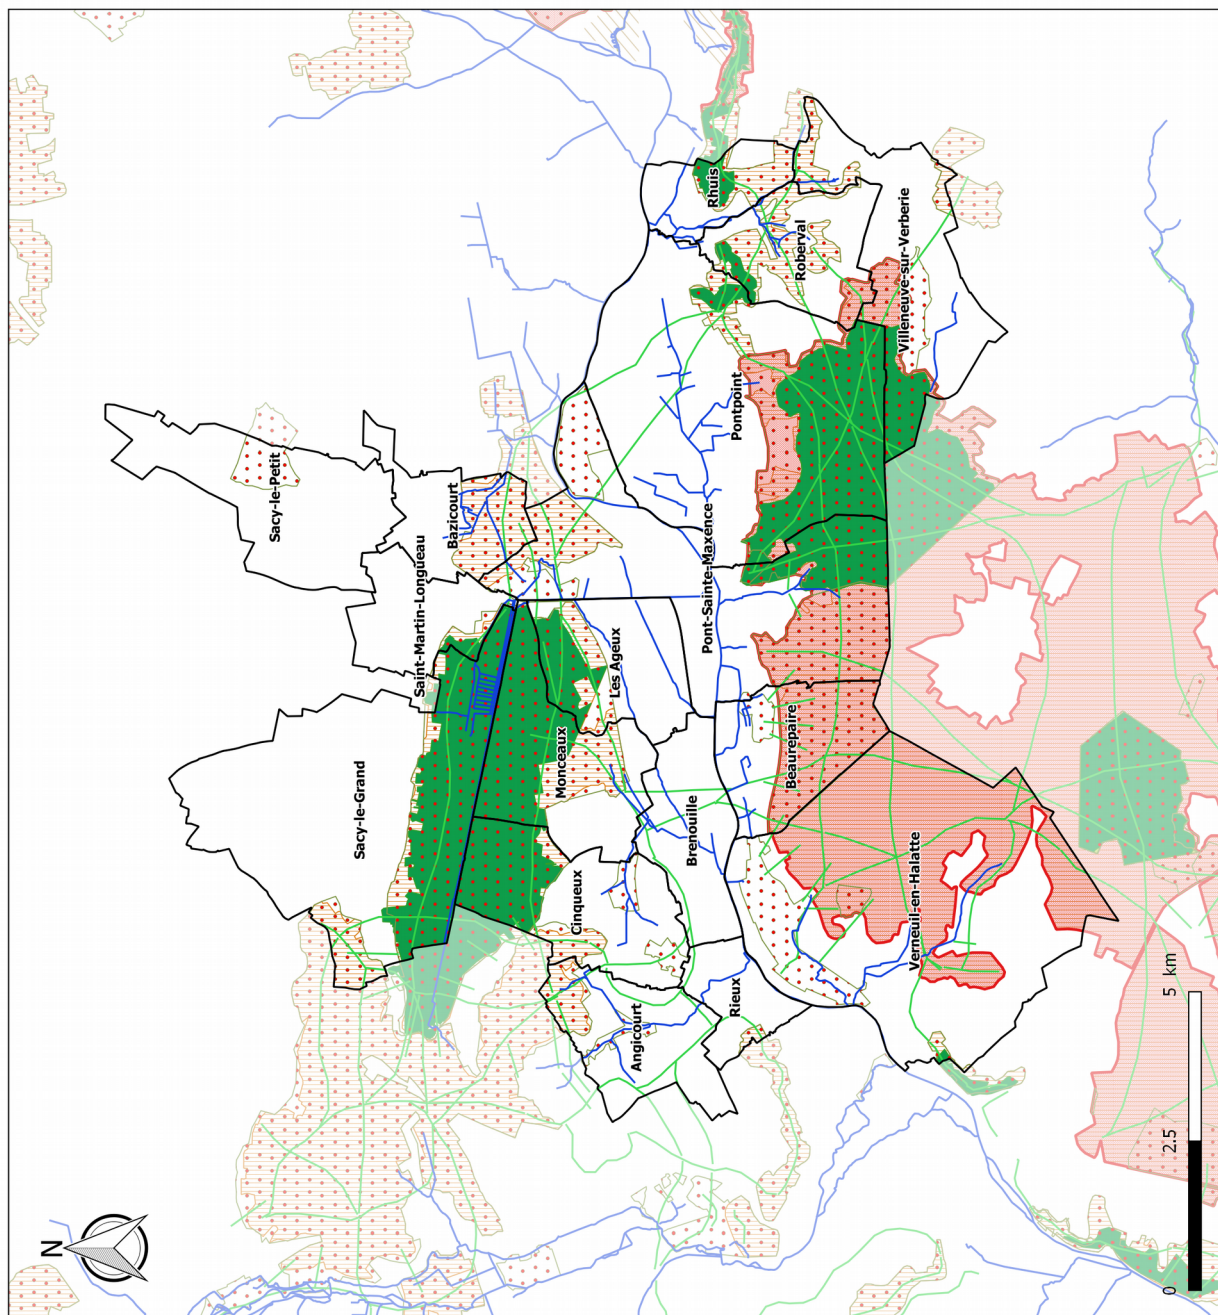 N
Sacy-le-Petit
Sacy-le-Grand
Saint-Martin-Longueau
Bazicourt
Rhuis
Monceaux
Les Ageux
Cinqueux
Roberval
Pontpoint
Angicourt
Brenouille
Pont-Sainte-Maxence
Rieux
Beaurepaire
Villeneuve-sur-Verberie
Verneuil-en-Halatte
0 2.5 5 km